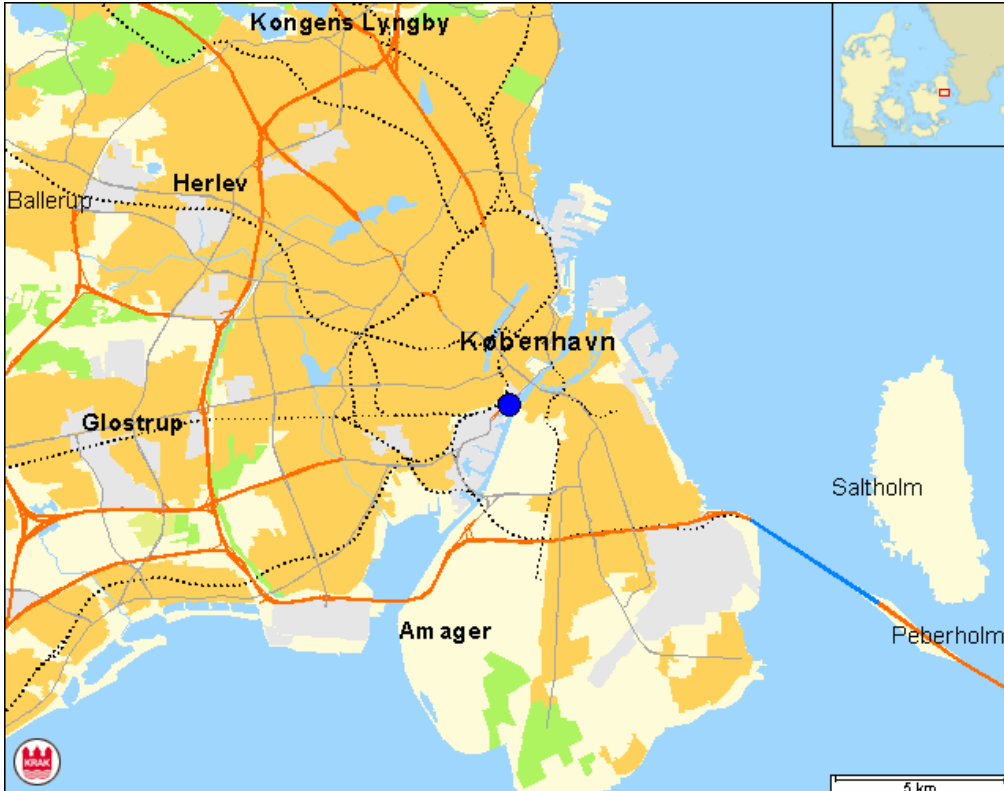 Kongens Lyngby
Herlev
Ballerup
København
Glostrup
Saltholm
Amager
Peberholm
KRAK
5 km